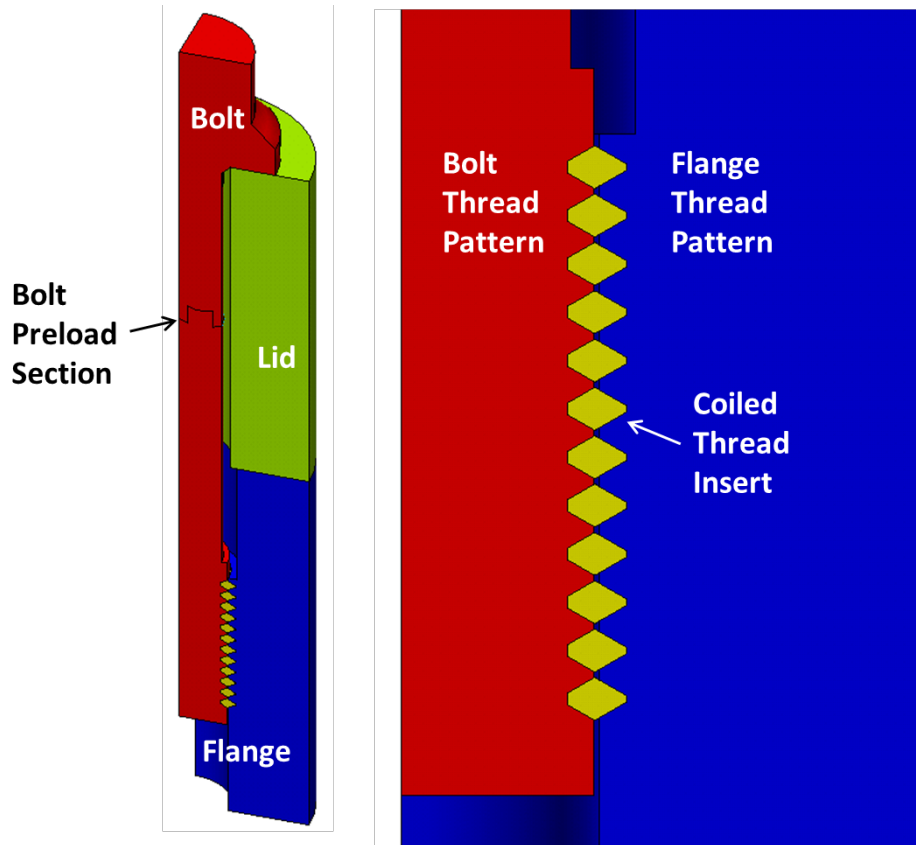 Bolt
Bolt
Preload
Section
Lid
Flange
Bolt
Thread
Pattern
Flange
Thread
Pattern
Coiled
Thread
Insert